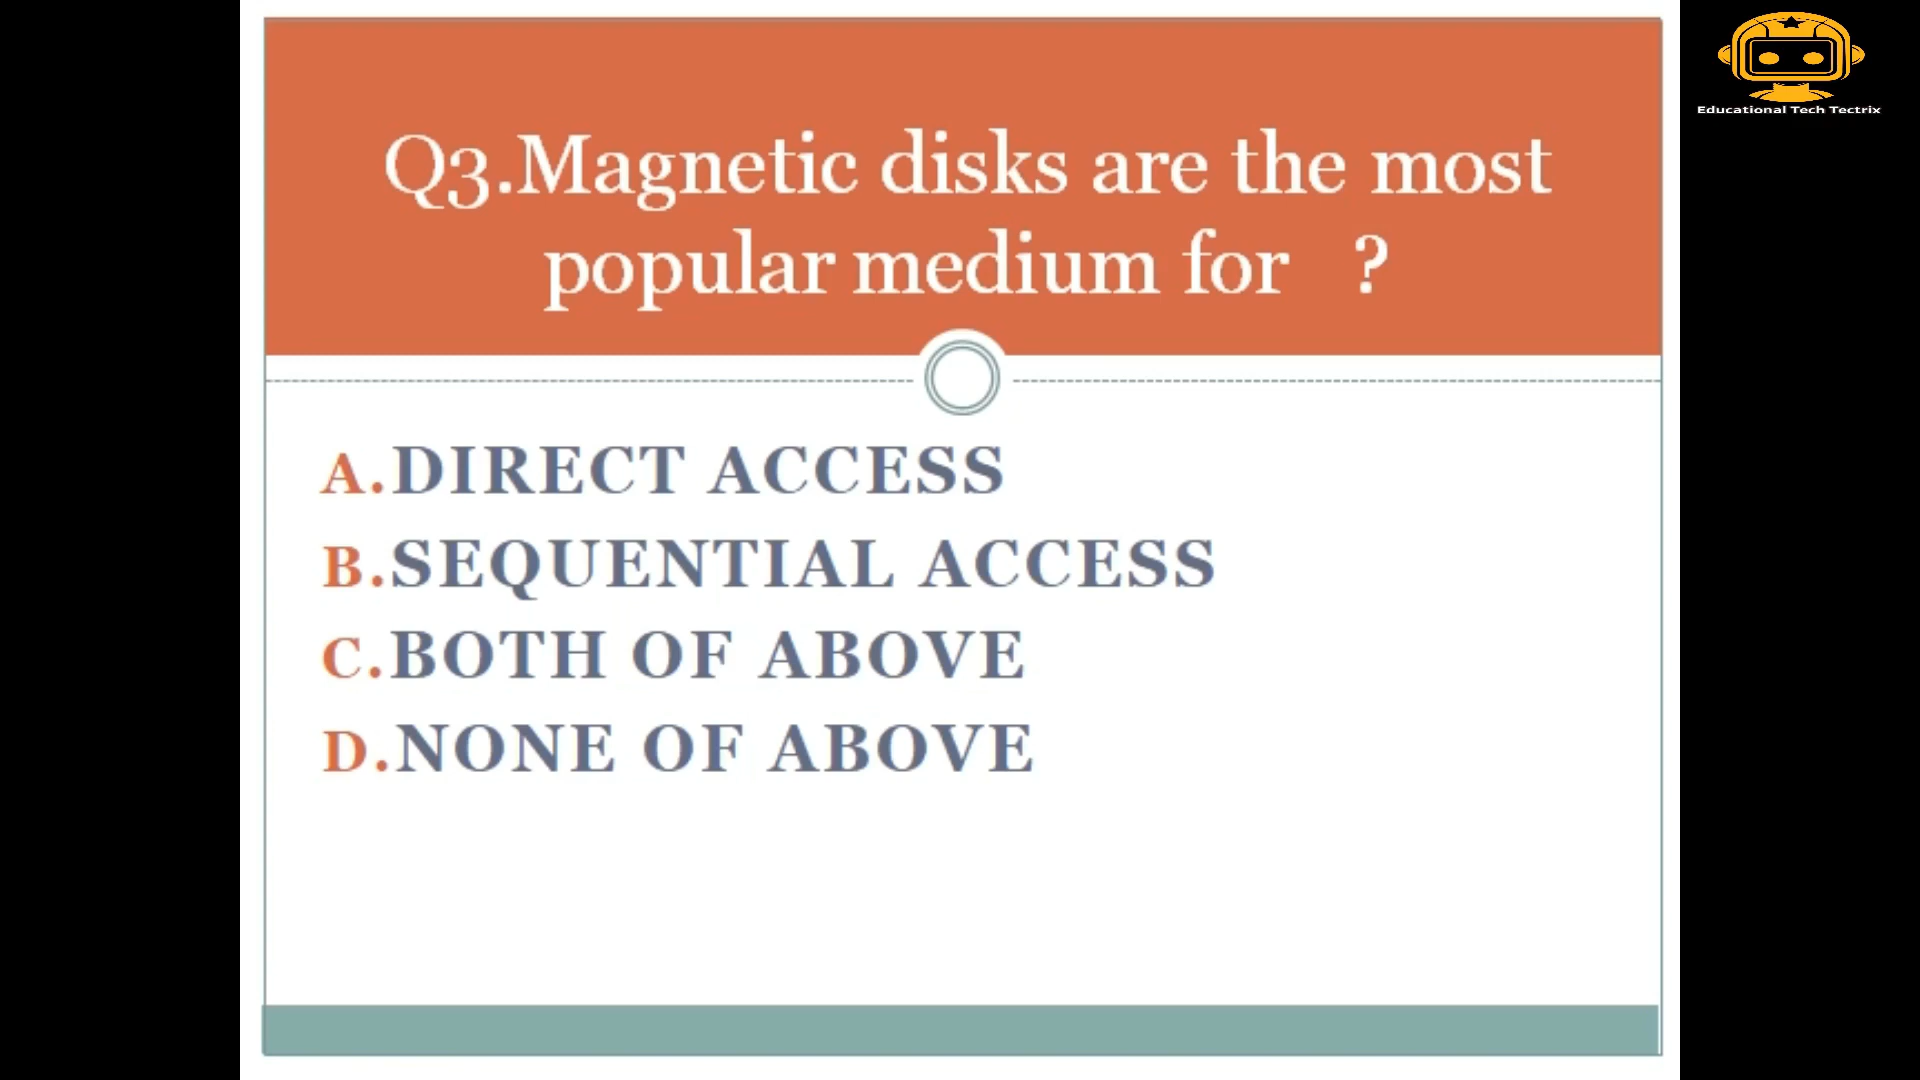 Educational Tech Tectrix
Q3.Magnetic disks are the most
popular medium for ?
A.DIRECT ACCESS
B.SEQUENTIAL ACCESS
C.BOTH OF ABOVE
D.NONE OF ABOVE